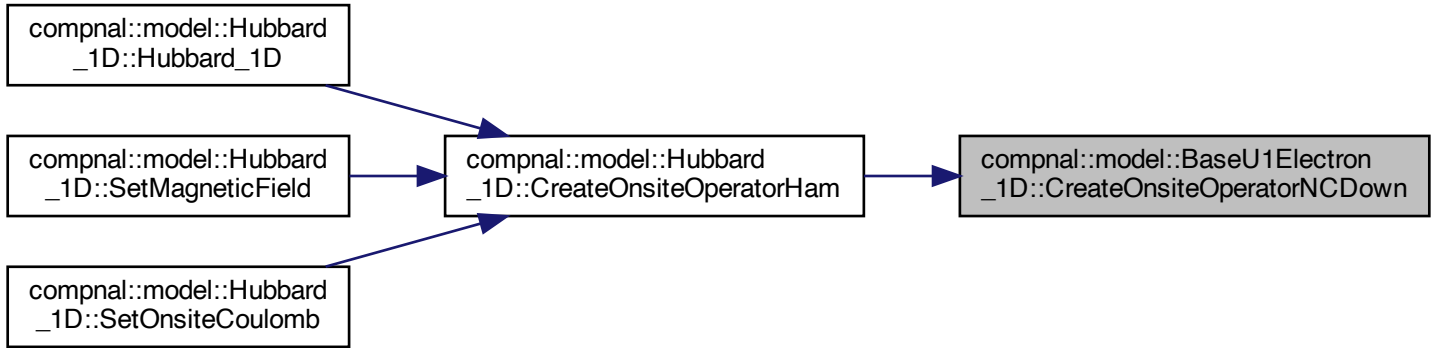 compnal::model::Hubbard
_1D::Hubbard_1D
compnal::model::Hubbard
_1D::SetMagneticField
compnal::model::Hubbard
_1D::SetOnsiteCoulomb
compnal::model::Hubbard
_1D::CreateOnsiteOperatorHam
compnal::model::BaseU1Electron
_1D::CreateOnsiteOperatorNCDown